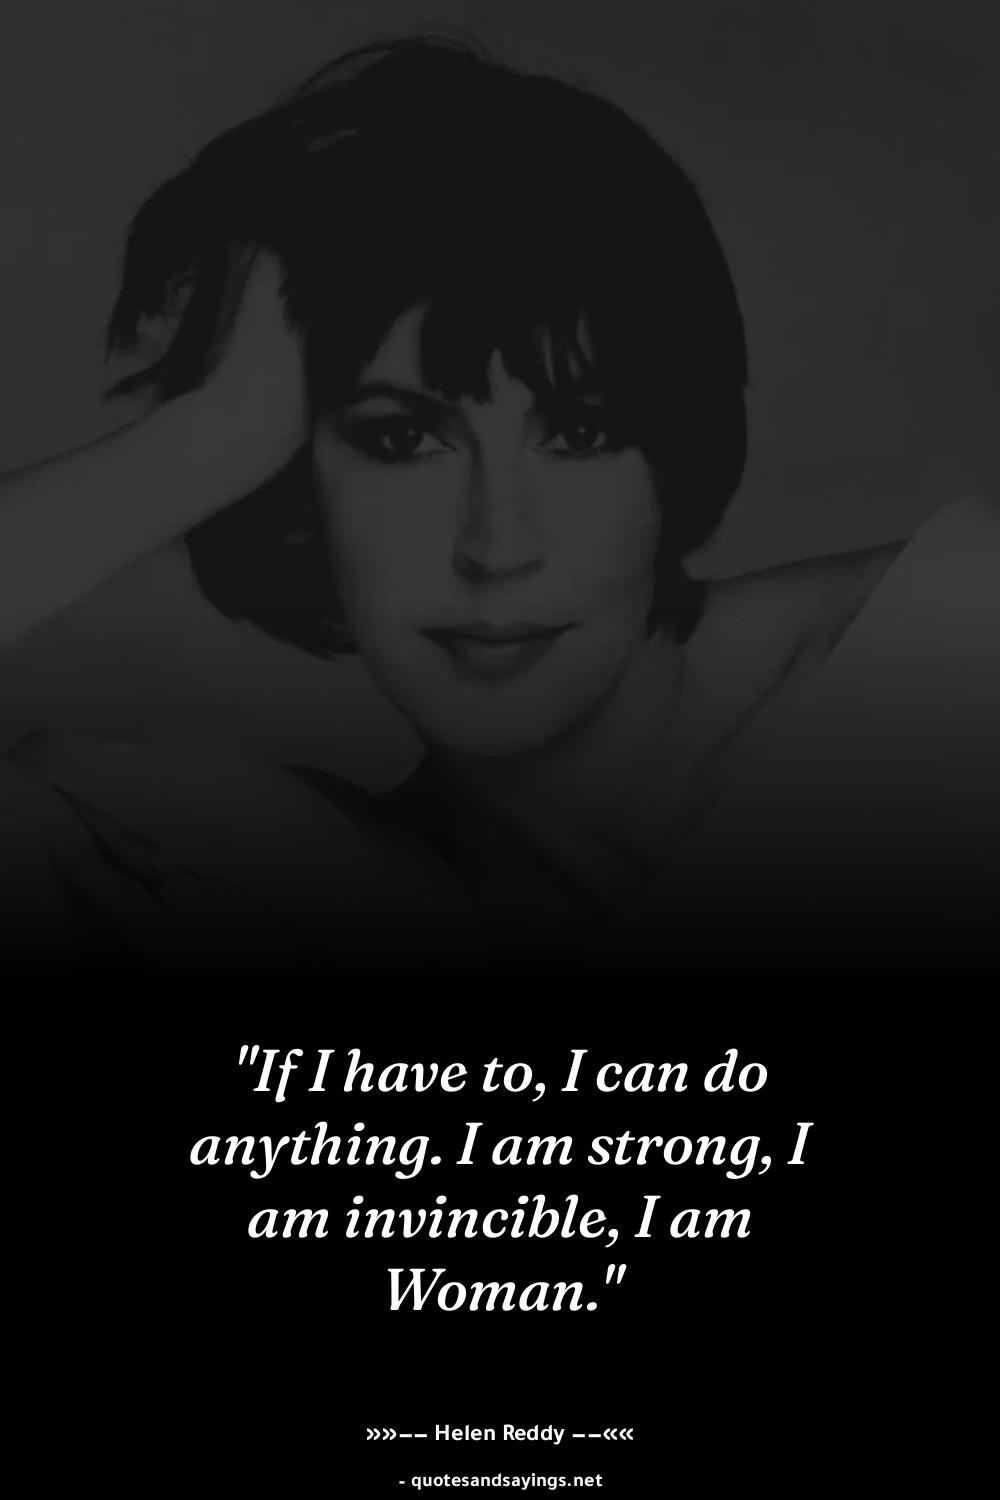 "If I have to, I can do
anything. I am strong, I
am invincible, I am
Woman."
»»–– Helen Reddy ––««
- quotesandsayings.net